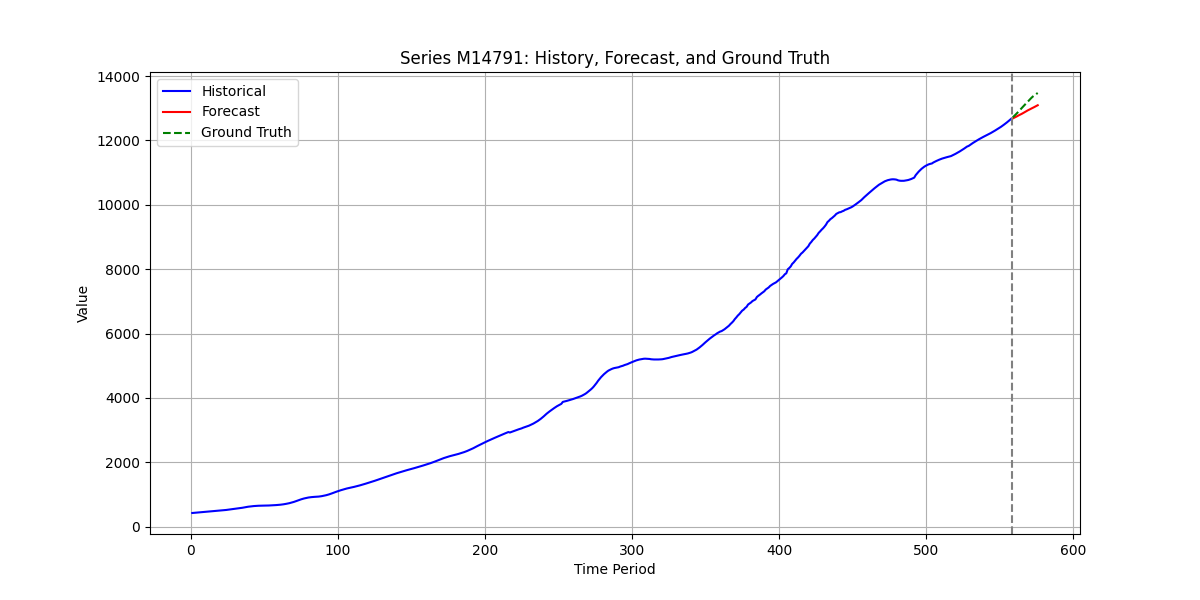 Series M14791: History, Forecast, and Ground Truth
14000
12000
10000
8000
6000
4000
2000
0
Value
Historical
Forecast
Ground Truth
0 100 200 300 400 500 600
Time Period